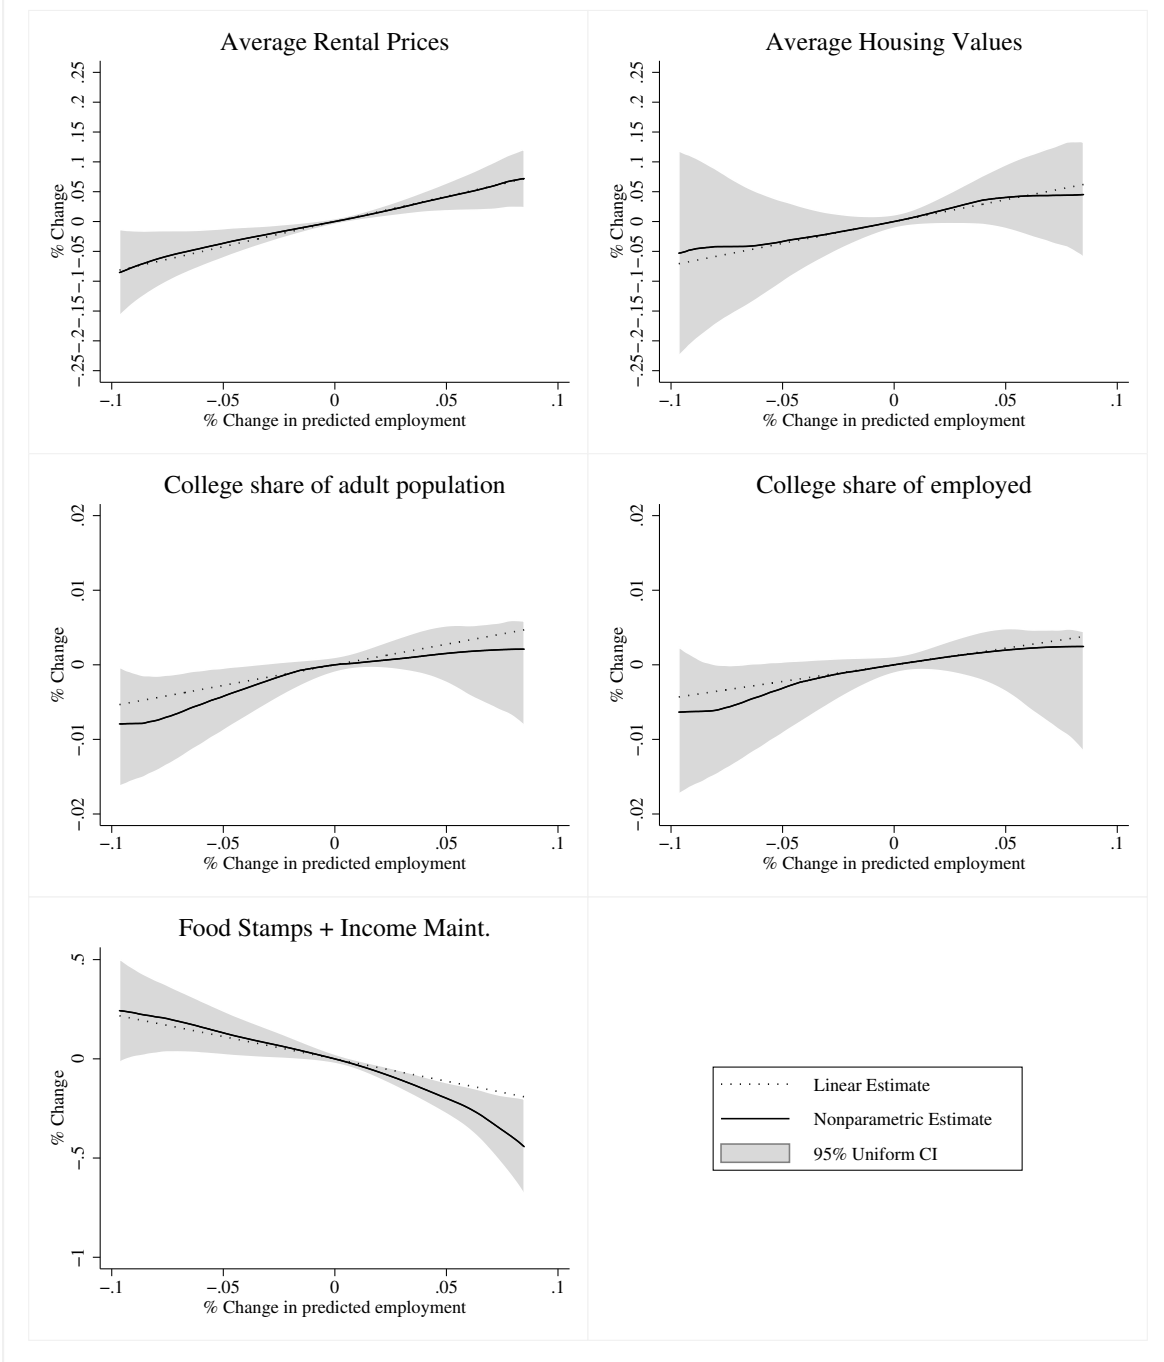 Average Rental Prices
% Change
.25
.2
.15
.1
.05
0
−.05
−.1
−.15
−.2
−.25
−.1 −.05 0 .05 .1
% Change in predicted employment
Average Housing Values
% Change
.25
.2
.15
.1
.05
0
−.05
−.1
−.15
−.2
−.25
−.1 −.05 0 .05 .1
% Change in predicted employment
College share of adult population
% Change
.02
.01
0
−.01
−.02
−.1 −.05 0 .05 .1
% Change in predicted employment
College share of employed
% Change
.02
.01
0
−.01
−.02
−.1 −.05 0 .05 .1
% Change in predicted employment
Food Stamps + Income Maint.
% Change
.5
0
−.5
−1
−.1 −.05 0 .05 .1
% Change in predicted employment
Linear Estimate
Nonparametric Estimate
95% Uniform CI